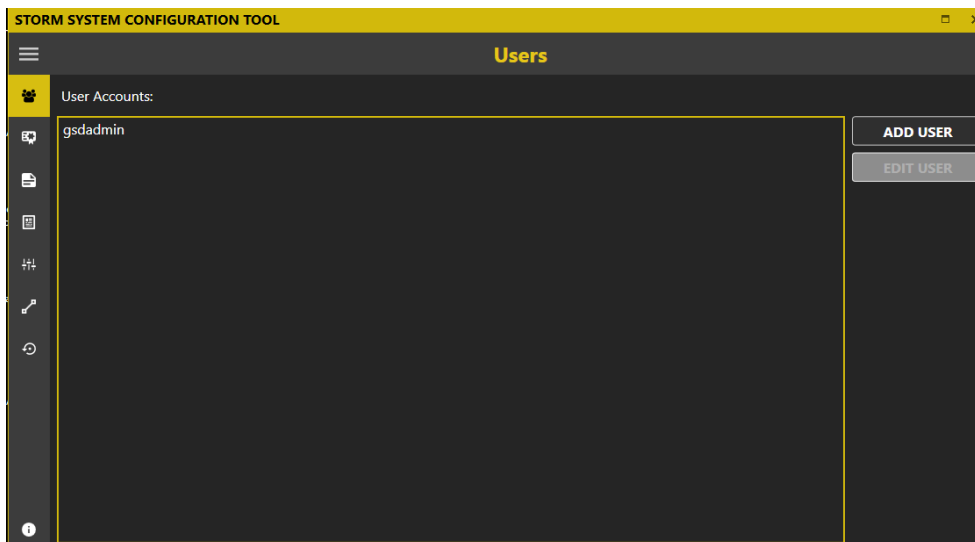 STORM SYSTEM CONFIGURATION TOOL
Users
User Accounts:
gsdadmin
ADD USER
EDIT USER